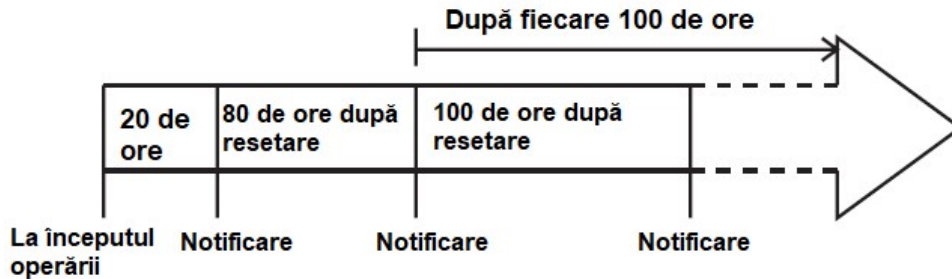 După fiecare 100 de ore
20 de
ore
80 de ore după
resetare
100 de ore după
resetare
La începutul
operării
Notificare
Notificare
Notificare